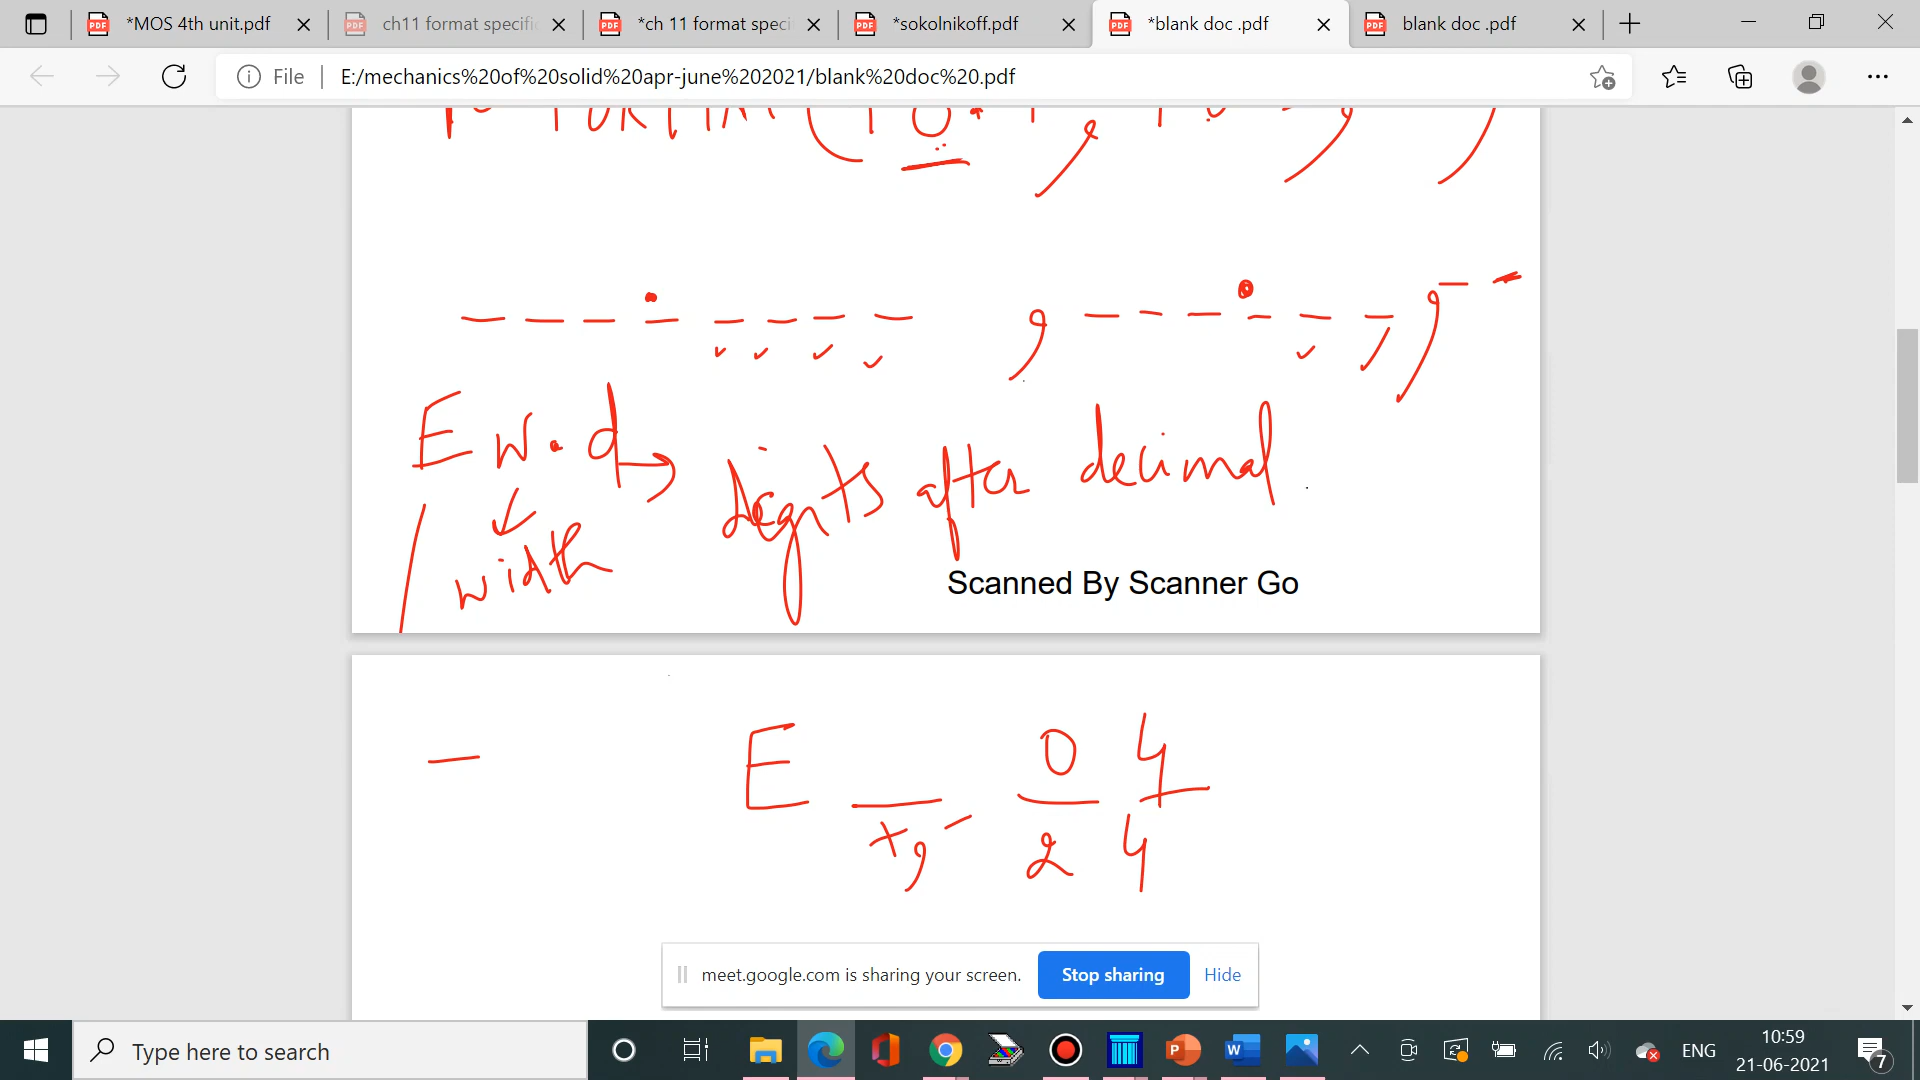 *MOS 4th unit.pdf ch11 format specifi *ch 11 format speci *sokolnikoff.pdf *blank doc .pdf blank doc .pdf
File E:/mechanics%20of%20solid%20apr-june%202021/blank%20doc%20.pdf
E w.d → digits after decimal
width
Scanned By Scanner Go
E 0 4
+, - 2 4
meet.google.com is sharing your screen. Stop sharing Hide
Type here to search
ENG
10:59
21-06-2021
7